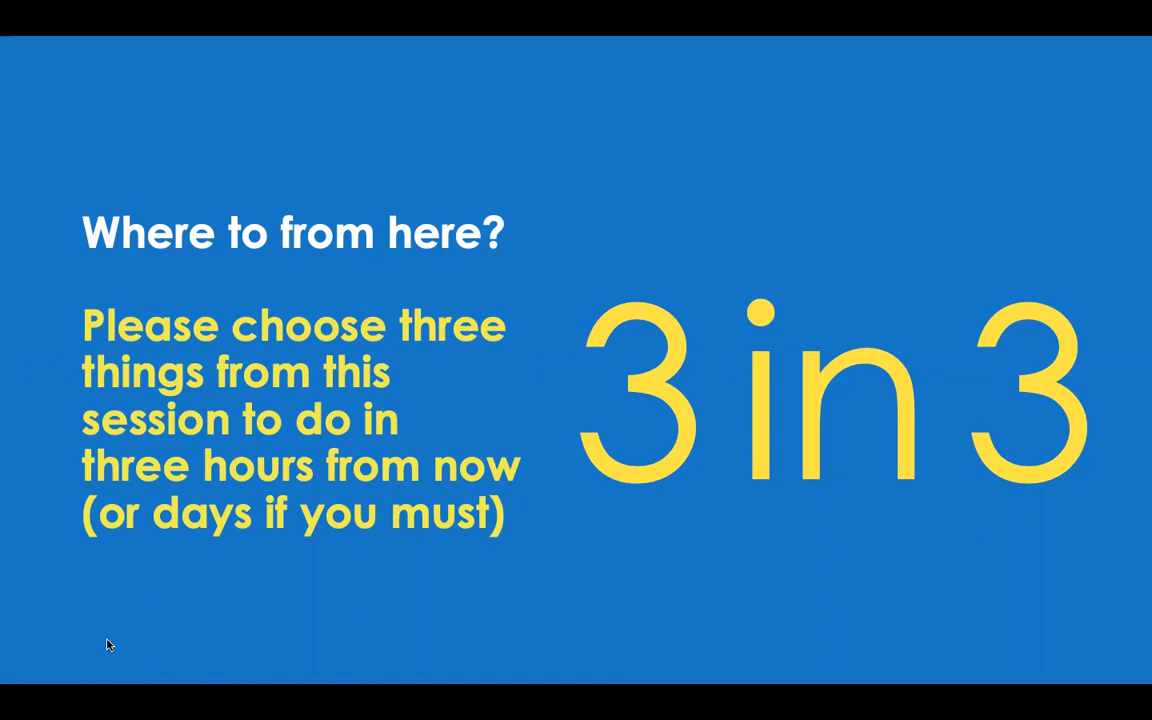 Where to from here?
Please choose three
things from this
session to do in
three hours from now
(or days if you must)
3 in 3